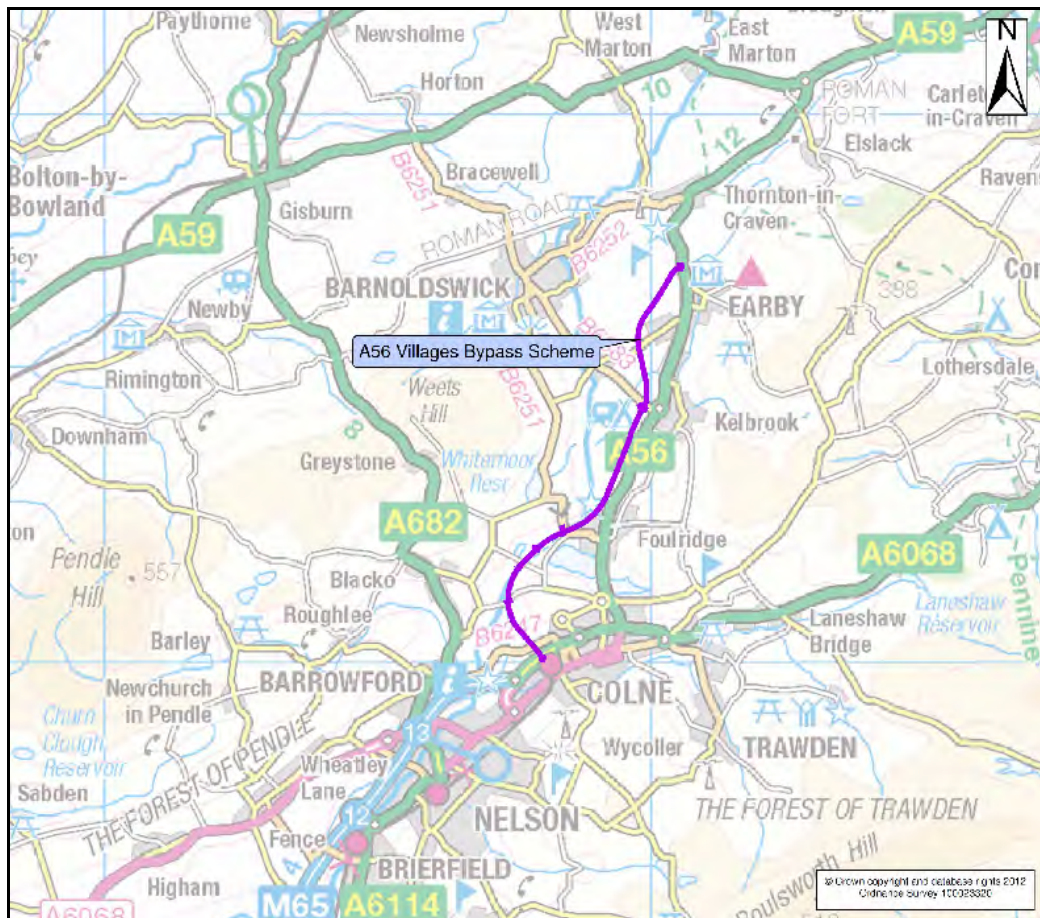 Paythorne
Newsholme
West
Marton
East
Marton
A59
N
Horton
10
ROMAN
FORT
Carleton-
in-Craven
Elslack
12
Bracewell
B6251
Bolton-by-
Bowland
Gisburn
ROMAN ROAD
Thornton-in-
Craven
A59
B6252
BARNOLDSWICK
Newby
EARBY
388
A56 Villages Bypass Scheme
Rimington
Weets
Hill
B6251
Lothersdale
Downham
8
Kelbrook
Greystone
Whitemoor
Resr
A56
A682
Foulridge
A6068
Pendle
Hill
557
Blacko
Roughlee
Pennine
Laneshaw
Reservoir
Laneshaw
Bridge
Barley
B6247
BARROWFORD
COLNE
Newchurch
in Pendle
Churn
Clough
Reservoir
13
TRAWDEN
Wycoller
THE FOREST OF PENDLE
Wheatley
Lane
Sabden
12
THE FOREST OF TRAWDEN
NELSON
Fence
4
BRIERFIELD
Higham
Boulsworth Hill
M65
A6114
A6068
© Crown copyright and database rights 2012
Ordnance Survey 100023320